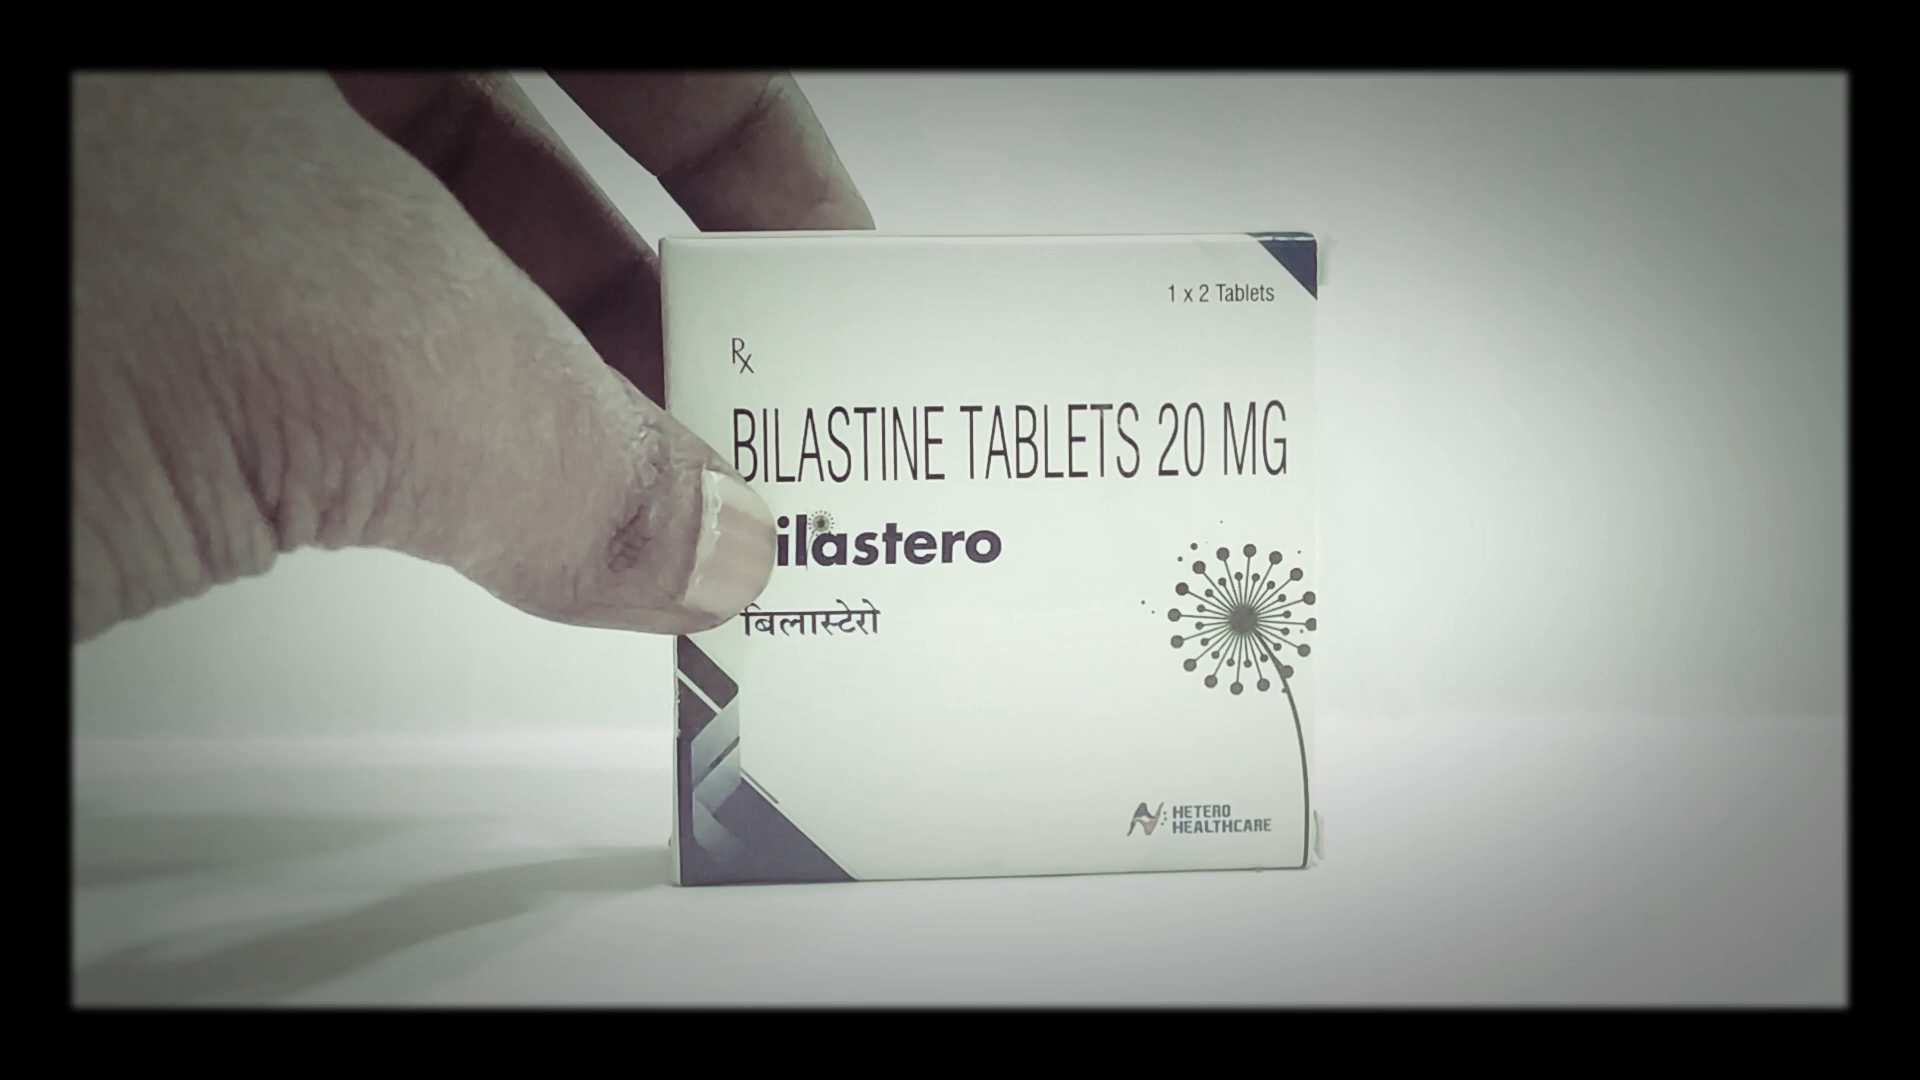 1 x 2 Tablets
Rx
BILASTINE TABLETS 20 MG
ilastero
बिलास्टेरो
HETERO
HEALTHCARE